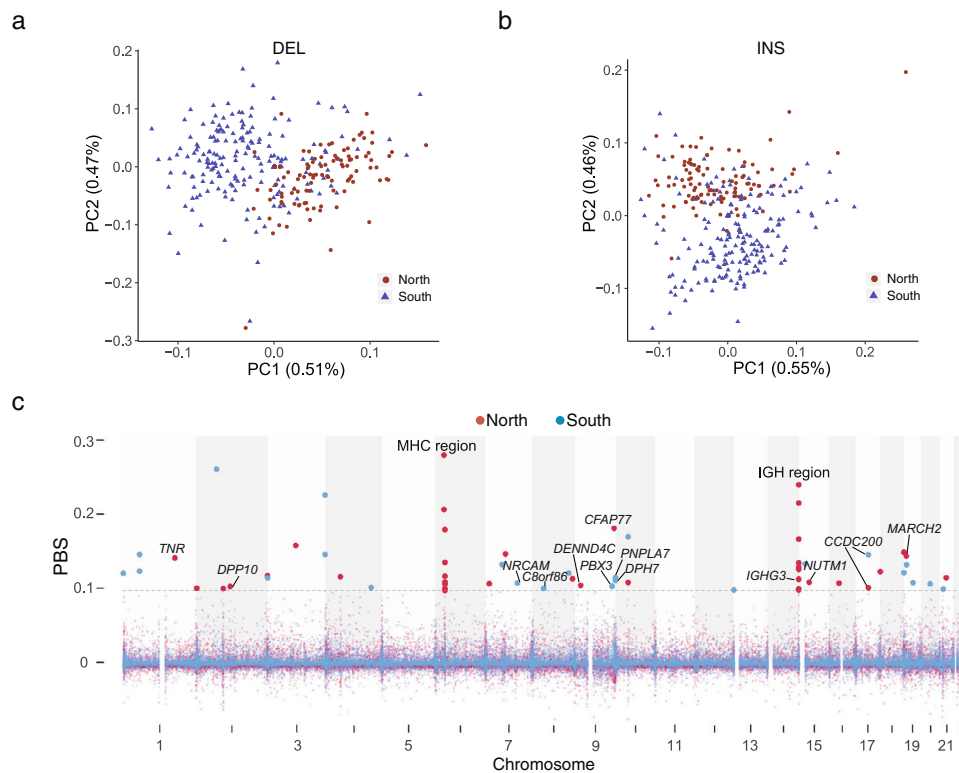 a
DEL
0.2
0.1
0.0
−0.1
−0.2
−0.3
PC2 (0.47%)
North
South
−0.1
0.0
0.1
PC1 (0.51%)
b
INS
0.2
0.1
0.0
−0.1
PC2 (0.46%)
North
South
−0.1
0.0
0.1
0.2
PC1 (0.55%)
c
North
South
0.3
0.2
0.1
0
PBS
MHC region
IGH region
TNR
DPP10
NRCAM
C8orf86
DENND4C
PBX3
CFAP77
PNPLA7
DPH7
IGHG3
NUTM1
CCDC200
MARCH2
1 3 5 7 9 11 13 15 17 19 21
Chromosome